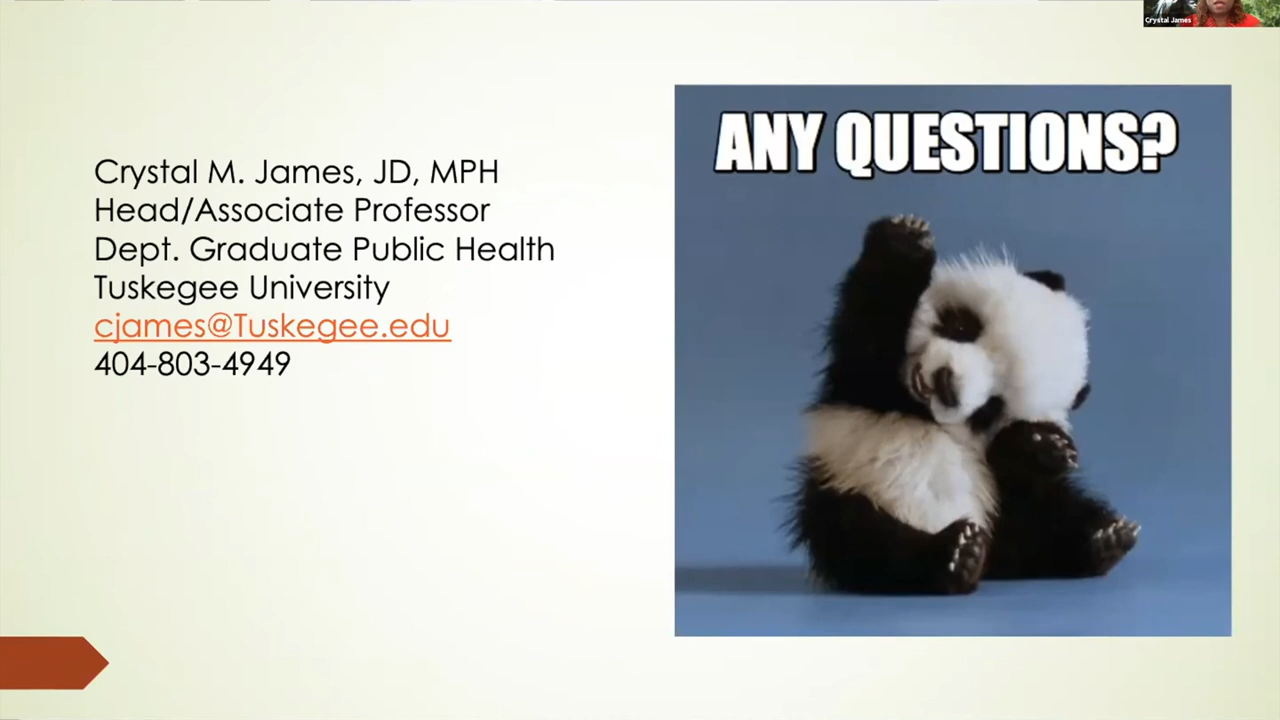 Crystal James
Crystal M. James, JD, MPH
Head/Associate Professor
Dept. Graduate Public Health
Tuskegee University
cjames@Tuskegee.edu
404-803-4949
ANY QUESTIONS?